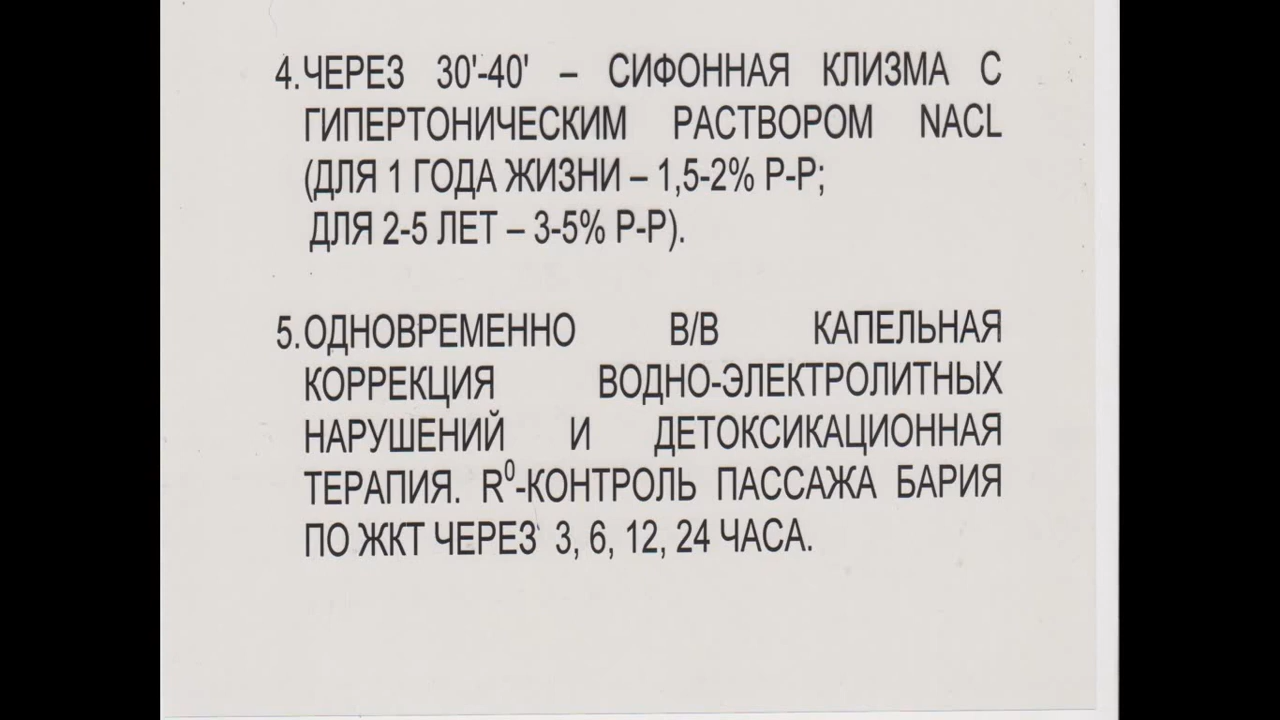 4. ЧЕРЕЗ 30'-40' – СИФОННАЯ КЛИЗМА С
ГИПЕРТОНИЧЕСКИМ РАСТВОРОМ NACL
(ДЛЯ 1 ГОДА ЖИЗНИ – 1,5-2% Р-Р;
ДЛЯ 2-5 ЛЕТ – 3-5% Р-Р).
5. ОДНОВРЕМЕННО В/В КАПЕЛЬНАЯ
КОРРЕКЦИЯ ВОДНО-ЭЛЕКТРОЛИТНЫХ
НАРУШЕНИЙ И ДЕТОКСИКАЦИОННАЯ
ТЕРАПИЯ. R⁰-КОНТРОЛЬ ПАССАЖА БАРИЯ
ПО ЖКТ ЧЕРЕЗ 3, 6, 12, 24 ЧАСА.